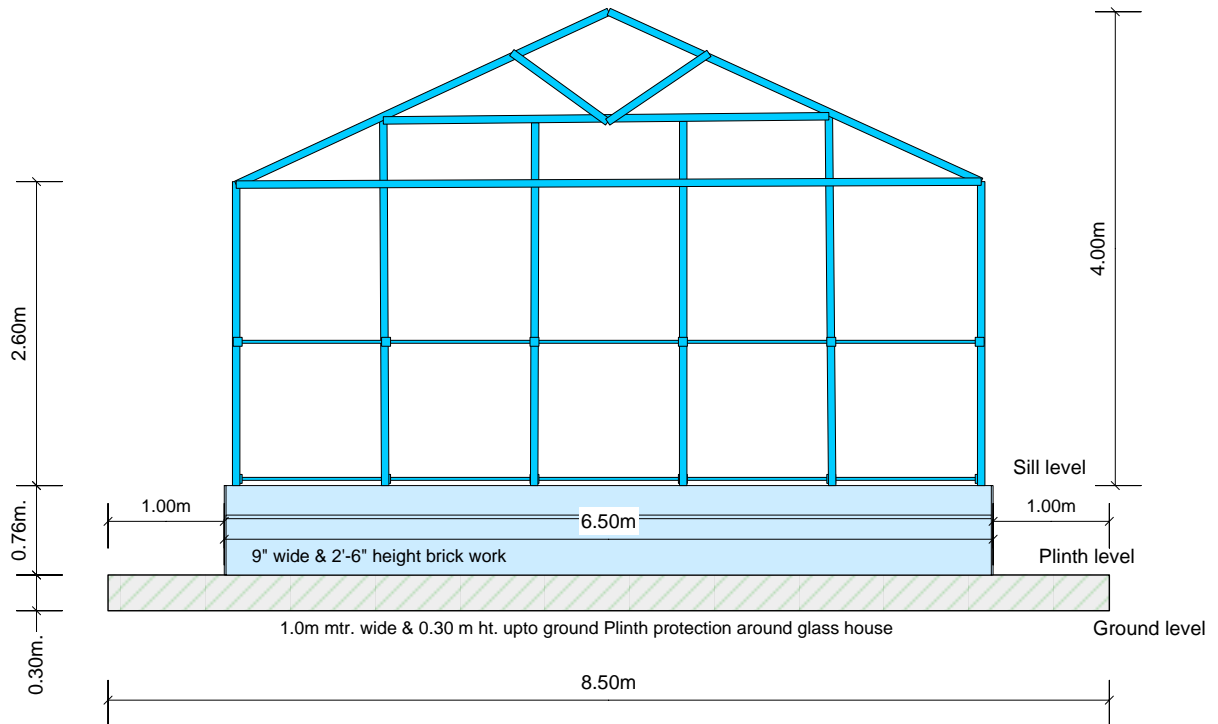 4.00m
2.60m
Sill level
1.00m
6.50m
1.00m
0.76m.
9" wide & 2'-6" height brick work
Plinth level
1.0m mtr. wide & 0.30 m ht. upto ground Plinth protection around glass house
Ground level
0.30m.
8.50m